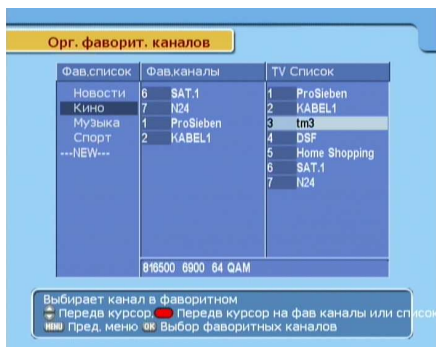 Орг. фаворит. каналов
Фав,список Фав,каналы TV Список
Новости 6 SAT.1 1 ProSieben
Кино 7 N24 2 KABEL1
Музыка 1 ProSieben 3 tm3
Спорт 2 KABEL1 4 DSF
---NEW--- 5 Home Shopping
6 SAT.1
7 N24
816500 6900 64 QAM
Выбирает канал в фаворитном
Передв курсор, Передв курсор на фав каналы или список
MENU Пред. меню OK Выбор фаворитных каналов